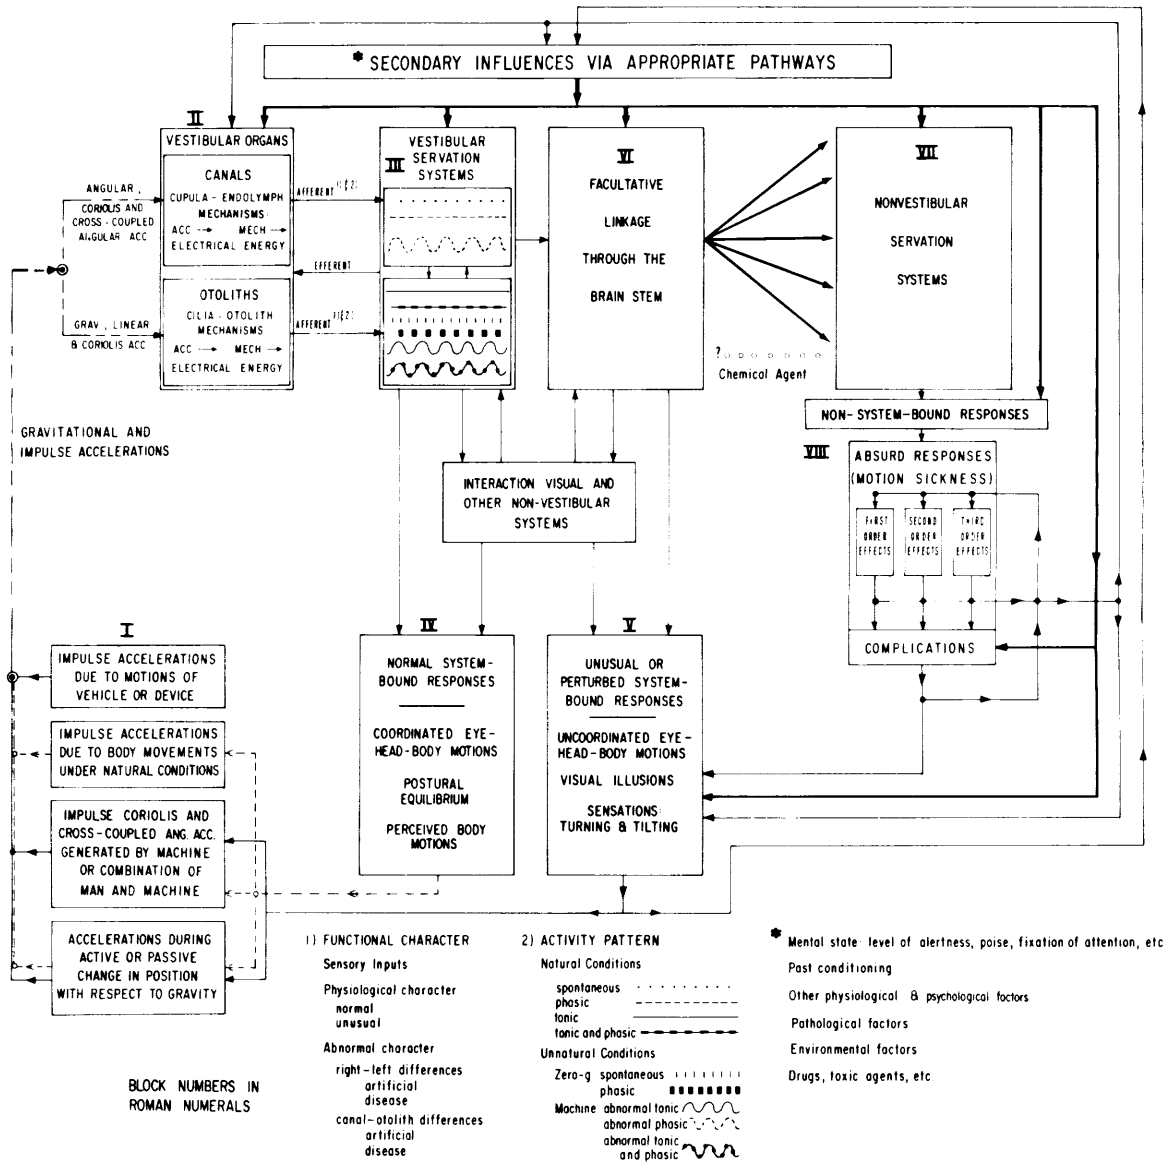 * SECONDARY INFLUENCES VIA APPROPRIATE PATHWAYS
II
VESTIBULAR ORGANS
CANALS
CUPULA - ENDOLYMPH
MECHANISMS:
ACC → MECH →
ELECTRICAL ENERGY
OTOLITHS
CILIA - OTOLITH
MECHANISMS
ACC → MECH →
ELECTRICAL ENERGY
ANGULAR,
CORIOLIS AND
CROSS-COUPLED
ANGULAR ACC
GRAV, LINEAR
& CORIOLIS ACC
AFFERENT 1)&2)
EFFERENT
AFFERENT 1)&2)
III
VESTIBULAR
SERVATION
SYSTEMS
VI
FACULTATIVE
LINKAGE
THROUGH THE
BRAIN STEM
?
Chemical Agent
VII
NONVESTIBULAR
SERVATION
SYSTEMS
NON-SYSTEM-BOUND RESPONSES
VIII
ABSURD RESPONSES
(MOTION SICKNESS)
FIRST
ORDER
EFFECTS
SECOND
ORDER
EFFECTS
THIRD
ORDER
EFFECTS
COMPLICATIONS
GRAVITATIONAL AND
IMPULSE ACCELERATIONS
INTERACTION VISUAL AND
OTHER NON-VESTIBULAR
SYSTEMS
I
IMPULSE ACCELERATIONS
DUE TO MOTIONS OF
VEHICLE OR DEVICE
IMPULSE ACCELERATIONS
DUE TO BODY MOVEMENTS
UNDER NATURAL CONDITIONS
IMPULSE CORIOLIS AND
CROSS-COUPLED ANG. ACC.
GENERATED BY MACHINE
OR COMBINATION OF
MAN AND MACHINE
ACCELERATIONS DURING
ACTIVE OR PASSIVE
CHANGE IN POSITION
WITH RESPECT TO GRAVITY
IV
NORMAL SYSTEM-
BOUND RESPONSES
COORDINATED EYE-
HEAD-BODY MOTIONS
POSTURAL
EQUILIBRIUM
PERCEIVED BODY
MOTIONS
V
UNUSUAL OR
PERTURBED SYSTEM-
BOUND RESPONSES
UNCOORDINATED EYE-
HEAD-BODY MOTIONS
VISUAL ILLUSIONS
SENSATIONS:
TURNING & TILTING
BLOCK NUMBERS IN
ROMAN NUMERALS
1) FUNCTIONAL CHARACTER
Sensory Inputs
Physiological character
normal
unusual
Abnormal character
right-left differences
artificial
disease
canal-otolith differences
artificial
disease
2) ACTIVITY PATTERN
Natural Conditions
spontaneous
phasic
tonic
tonic and phasic
Unnatural Conditions
Zero-g spontaneous
phasic
Machine abnormal tonic
abnormal phasic
abnormal tonic
and phasic
* Mental state: level of alertness, poise, fixation of attention, etc
Past conditioning
Other physiological & psychological factors
Pathological factors
Environmental factors
Drugs, toxic agents, etc